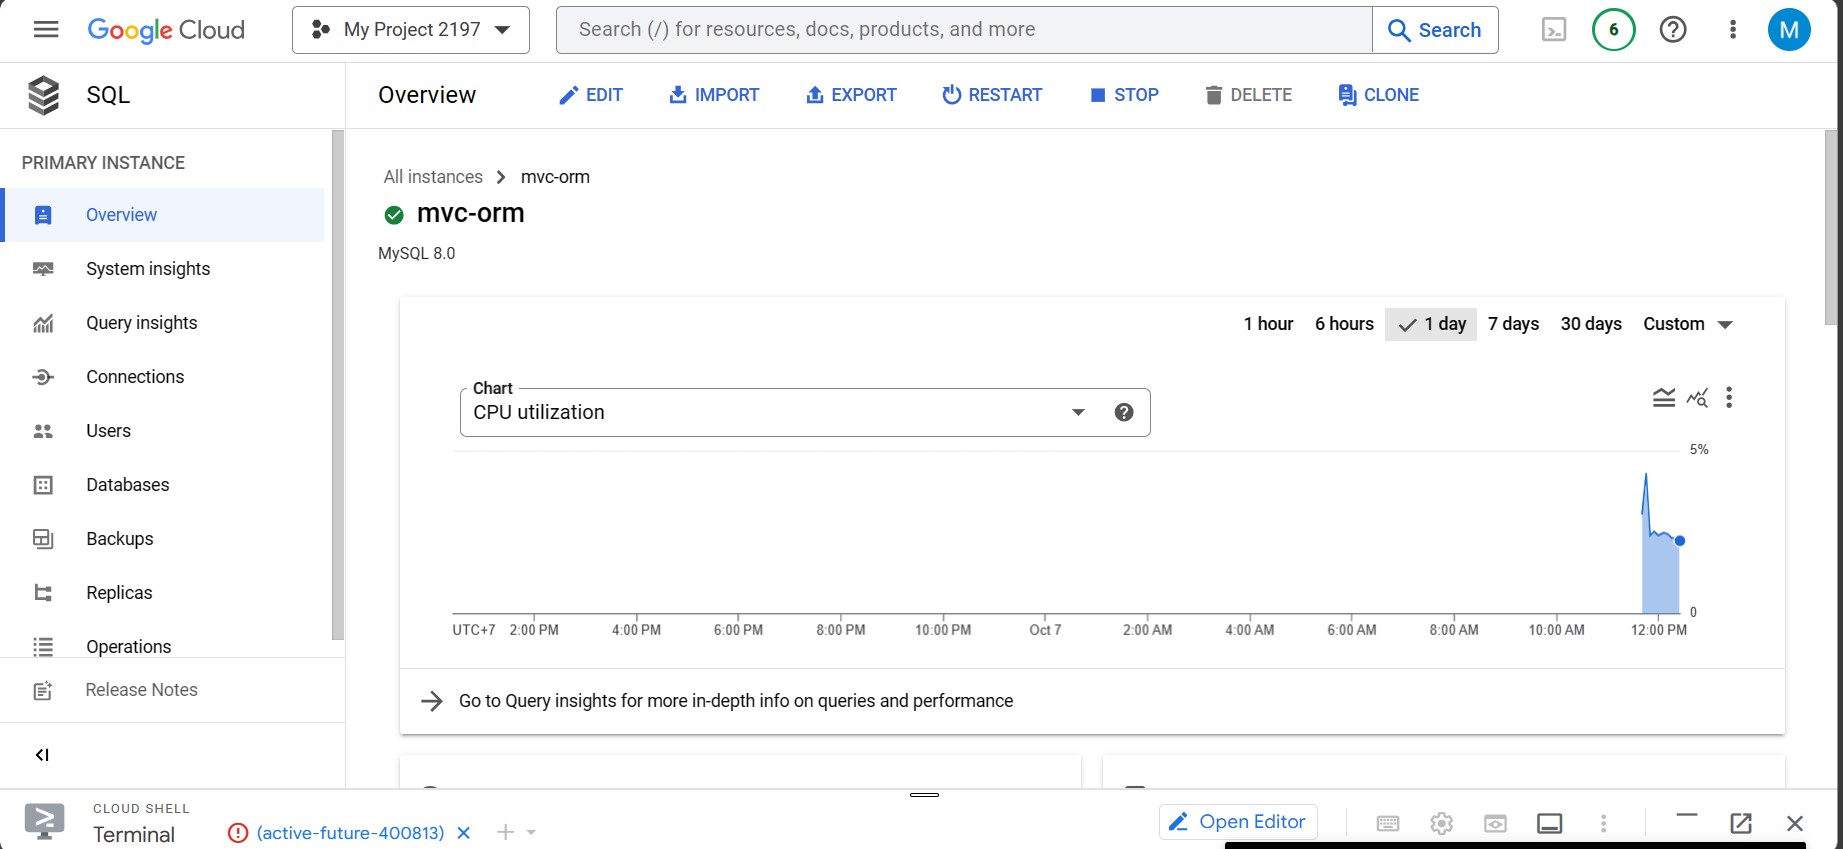 Google Cloud
My Project 2197
Search (/) for resources, docs, products, and more
Search
6
M
SQL
Overview
EDIT
IMPORT
EXPORT
RESTART
STOP
DELETE
CLONE
PRIMARY INSTANCE
Overview
System insights
Query insights
Connections
Users
Databases
Backups
Replicas
Operations
Release Notes
All instances
mvc-orm
mvc-orm
MySQL 8.0
1 hour
6 hours
1 day
7 days
30 days
Custom
Chart
CPU utilization
5%
0
UTC+7 2:00 PM 4:00 PM 6:00 PM 8:00 PM 10:00 PM Oct 7 2:00 AM 4:00 AM 6:00 AM 8:00 AM 10:00 AM 12:00 PM
Go to Query insights for more in-depth info on queries and performance
CLOUD SHELL
Terminal
(active-future-400813)
Open Editor